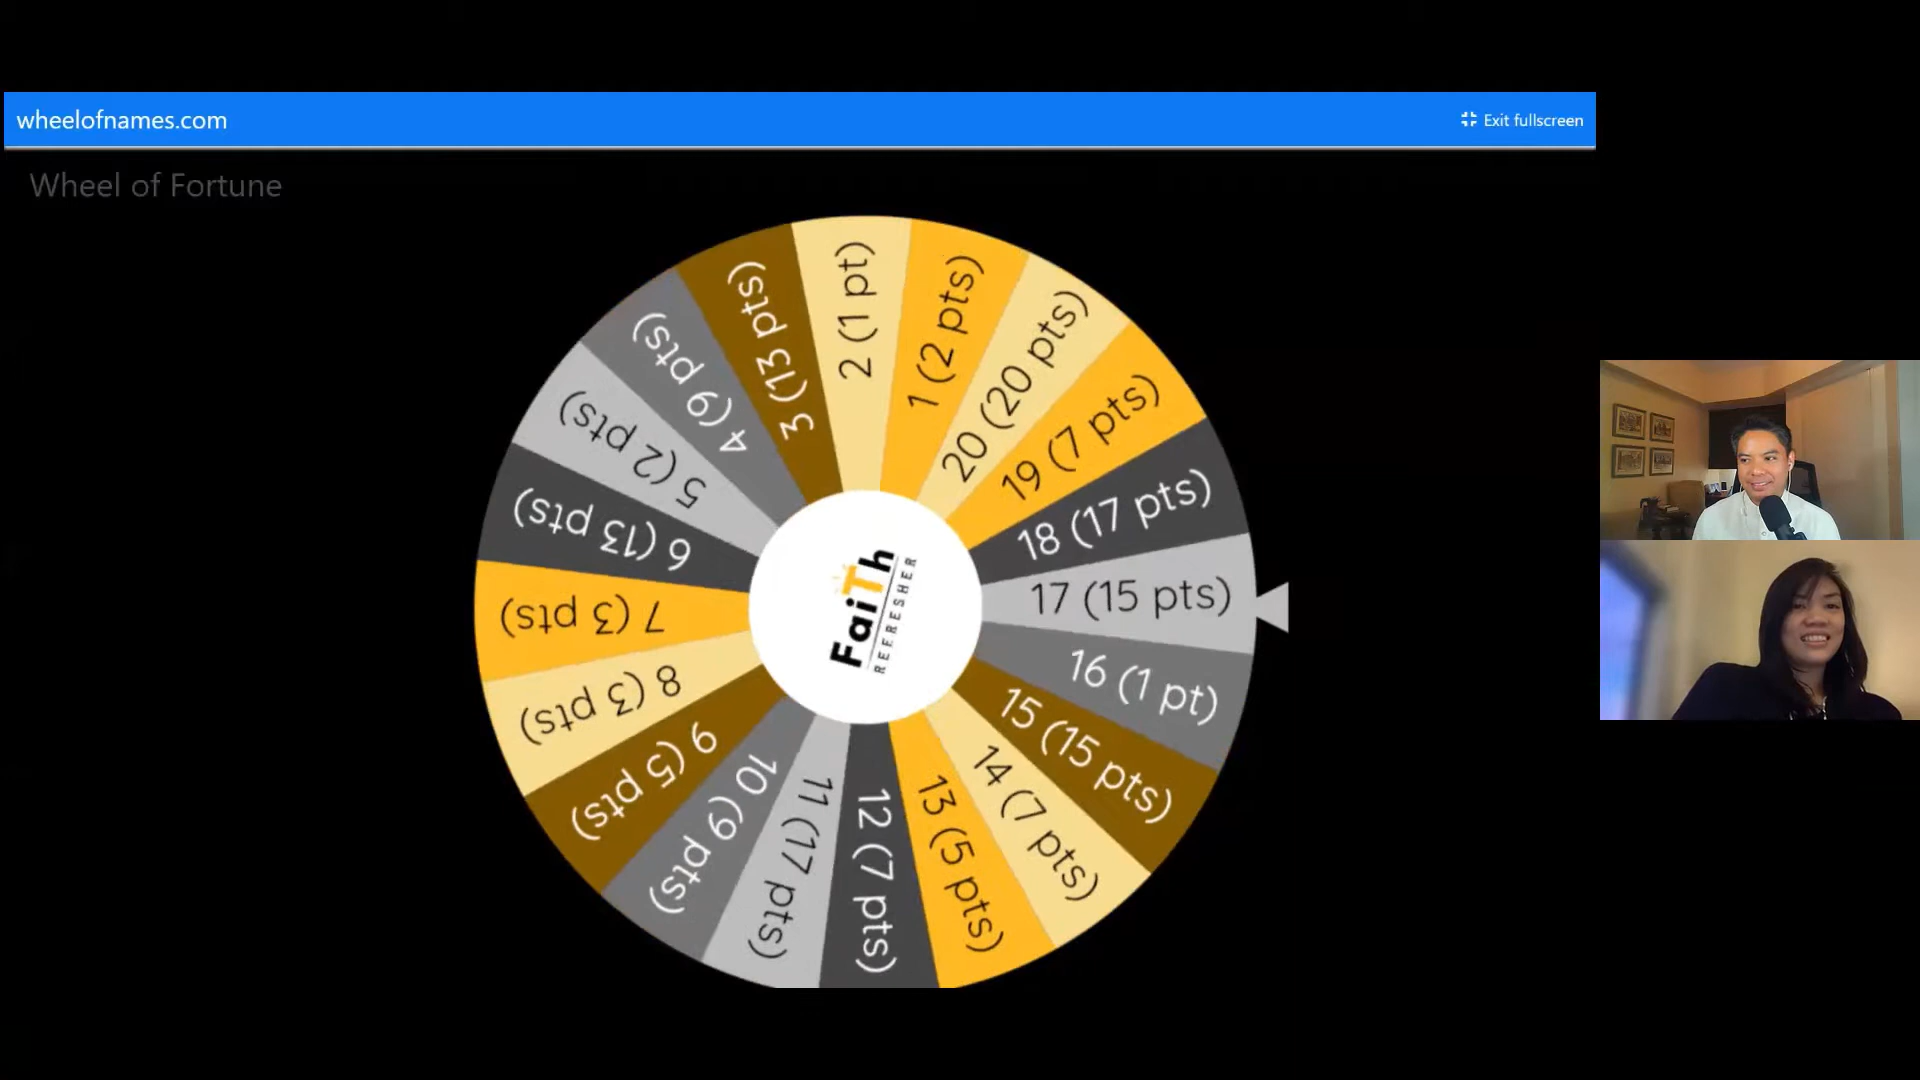 wheelofnames.com
Exit fullscreen
Wheel of Fortune
1 (2 pts)
2 (1 pt)
3 (13 pts)
4 (9 pts)
5 (2 pts)
6 (13 pts)
7 (3 pts)
8 (3 pts)
9 (5 pts)
10 (9 pts)
11 (17 pts)
12 (7 pts)
13 (5 pts)
14 (7 pts)
15 (15 pts)
16 (1 pt)
17 (15 pts)
18 (17 pts)
19 (7 pts)
20 (20 pts)
FaiTh
REFRESHER